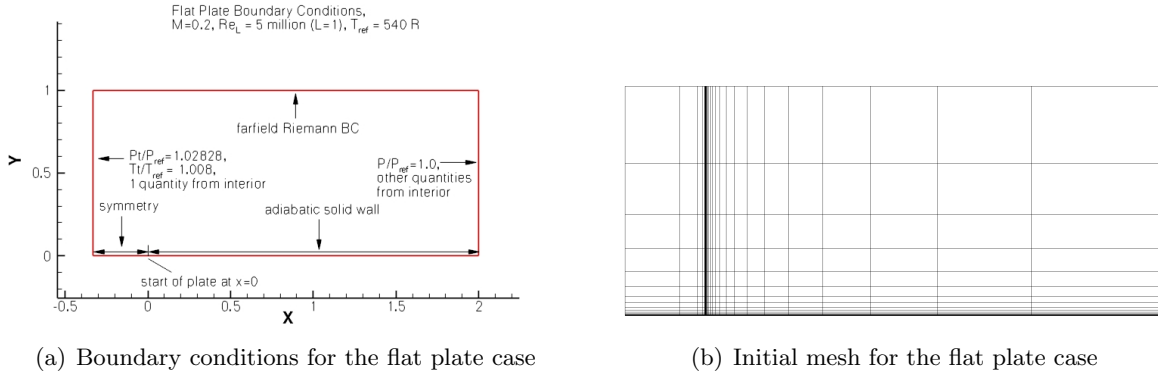 Flat Plate Boundary Conditions,
M=0.2, Re_L = 5 million (L=1), T_ref = 540 R
1
farfield Riemann BC
Pt/P_ref=1.02828,
Tt/T_ref = 1.008,
1 quantity from interior
P/P_ref=1.0,
other quantities
from interior
Y
0.5
symmetry
adiabatic solid wall
0
start of plate at x=0
-0.5
0
0.5
1
1.5
2
X
(a) Boundary conditions for the flat plate case
(b) Initial mesh for the flat plate case